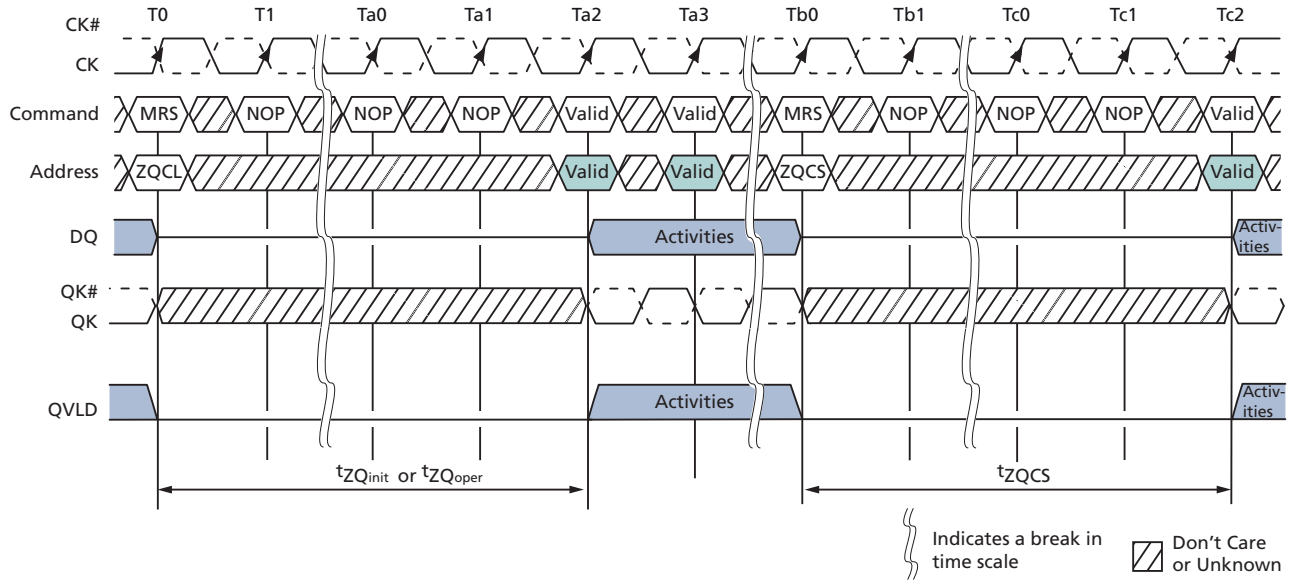 T0 T1 Ta0 Ta1 Ta2 Ta3 Tb0 Tb1 Tc0 Tc1 Tc2
CK#
CK
Command MRS NOP NOP NOP Valid Valid MRS NOP NOP NOP Valid
Address ZQCL Valid Valid ZQCS Valid
DQ Activities Activ-
ities
QK#
QK
QVLD Activities Activ-
ities
tZQinit or tZQoper tZQCS
Indicates a break in
time scale
Don't Care
or Unknown